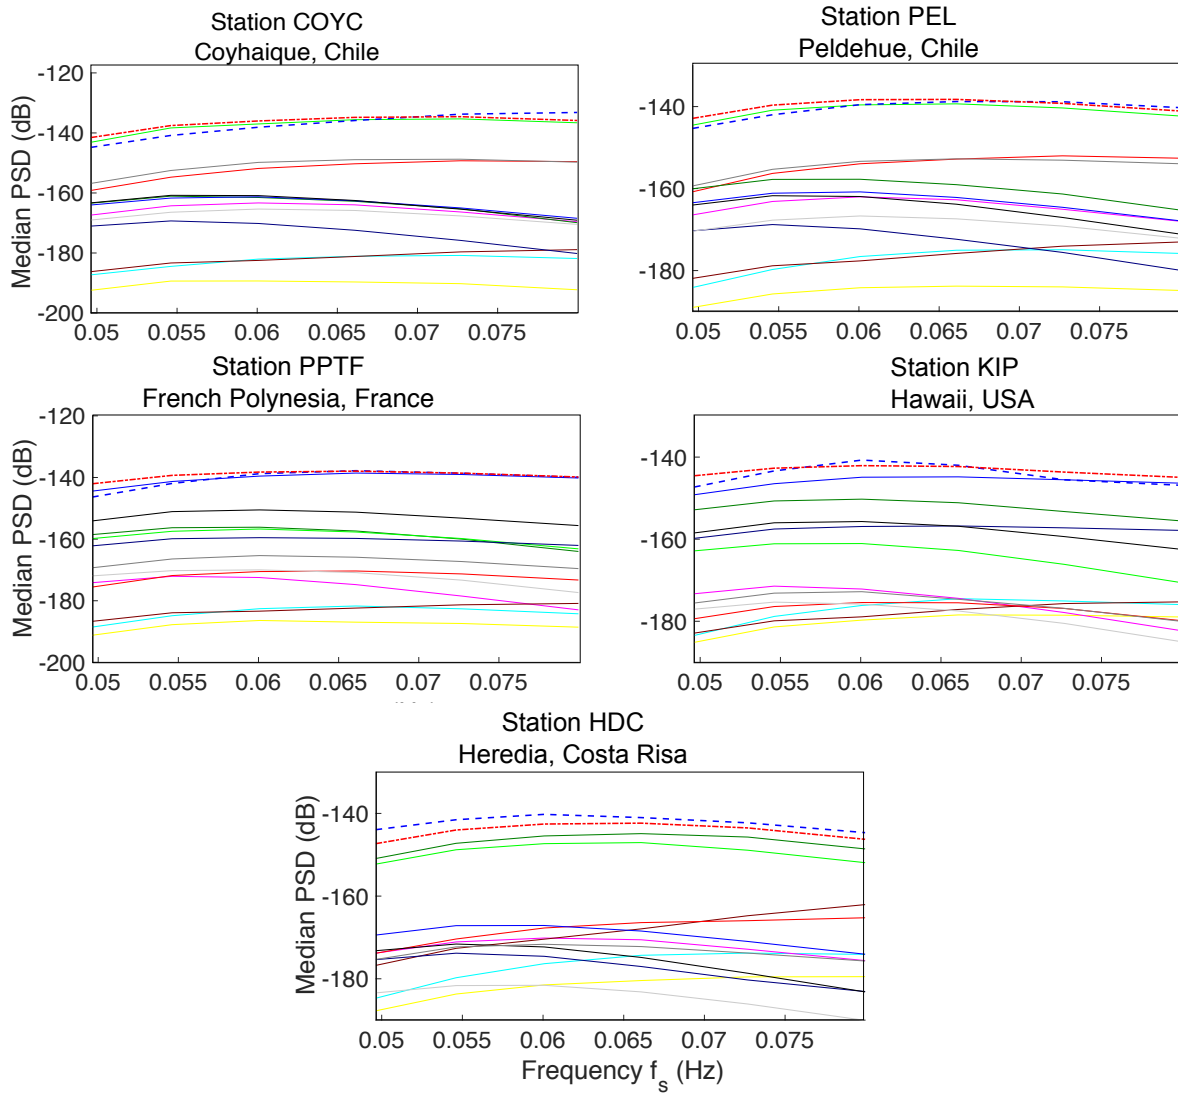 Station COYC
Coyhaique, Chile
Median PSD (dB)
-120
-140
-160
-180
-200
0.05 0.055 0.06 0.065 0.07 0.075
Station PEL
Peldehue, Chile
-140
-160
-180
0.05 0.055 0.06 0.065 0.07 0.075
Station PPTF
French Polynesia, France
Median PSD (dB)
-120
-140
-160
-180
-200
0.05 0.055 0.06 0.065 0.07 0.075
Station KIP
Hawaii, USA
-140
-160
-180
0.05 0.055 0.06 0.065 0.07 0.075
Station HDC
Heredia, Costa Risa
Median PSD (dB)
-140
-160
-180
0.05 0.055 0.06 0.065 0.07 0.075
Frequency f_s (Hz)